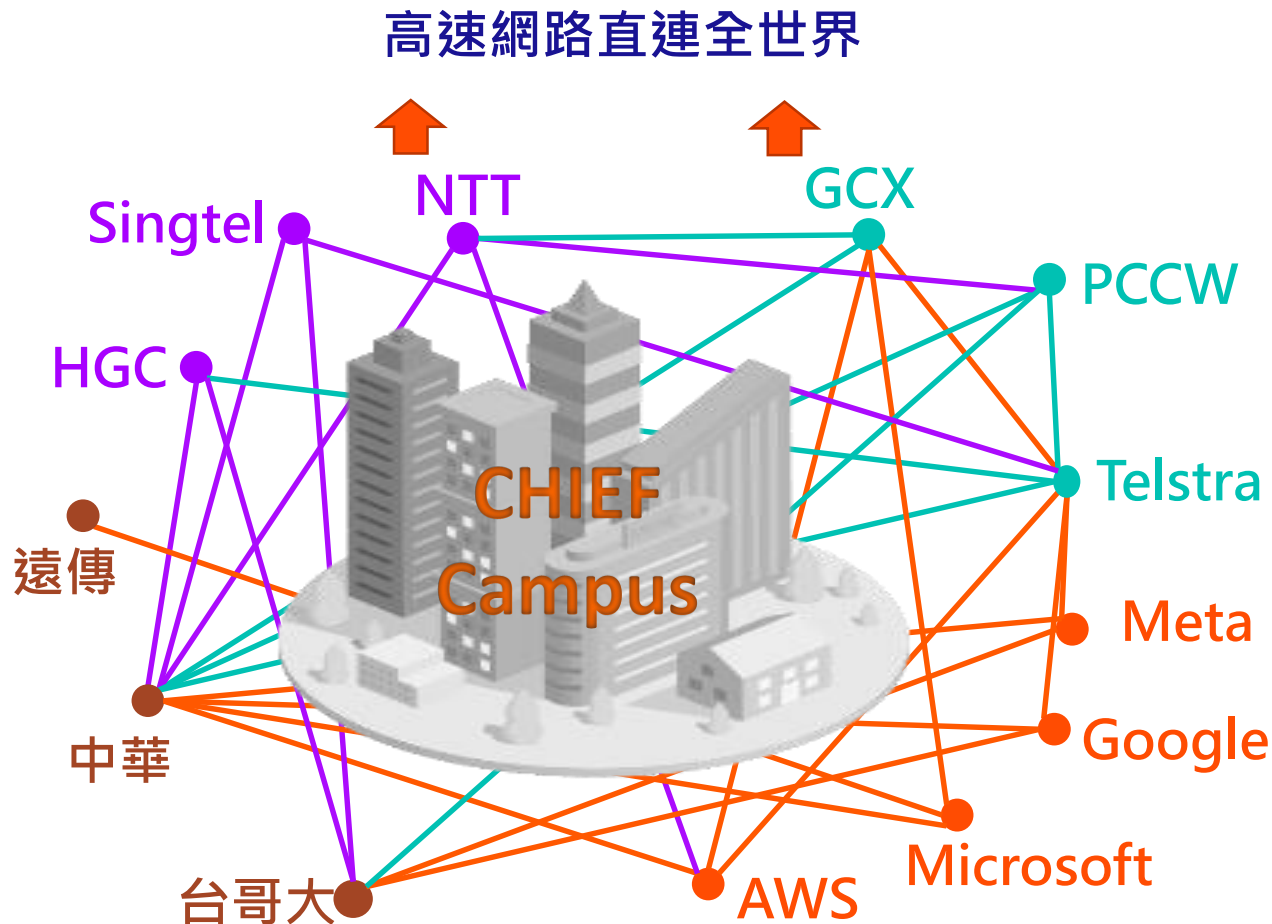 高速網路直連全世界
NTT
GCX
Singtel
PCCW
HGC
CHIEF
Campus
Telstra
遠傳
Meta
中華
Google
Microsoft
台哥大
AWS